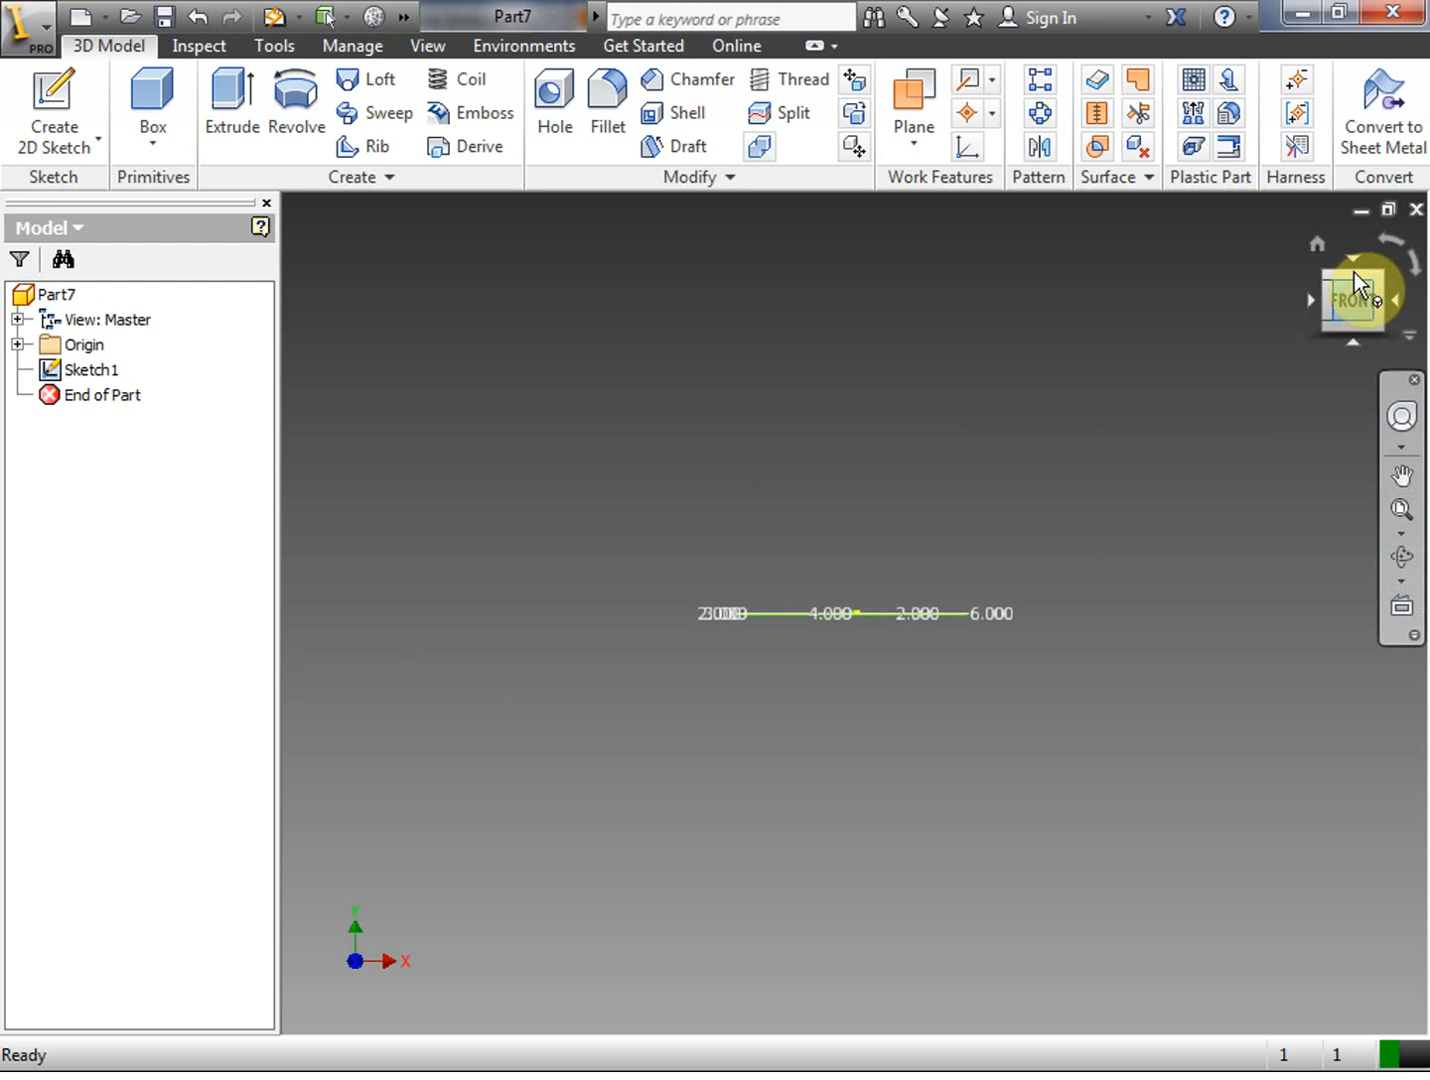 PRO
Part7
Type a keyword or phrase
Sign In
3D Model Inspect Tools Manage View Environments Get Started Online
Create
2D Sketch
Box
Extrude
Revolve
Loft
Sweep
Rib
Coil
Emboss
Derive
Hole
Fillet
Chamfer
Shell
Draft
Thread
Split
Plane
Convert to
Sheet Metal
Sketch Primitives Create Modify Work Features Pattern Surface Plastic Part Harness Convert
Model
Part7
View: Master
Origin
Sketch1
End of Part
FRONT
4.000 2.000 6.000
Y
X
Ready 1 1